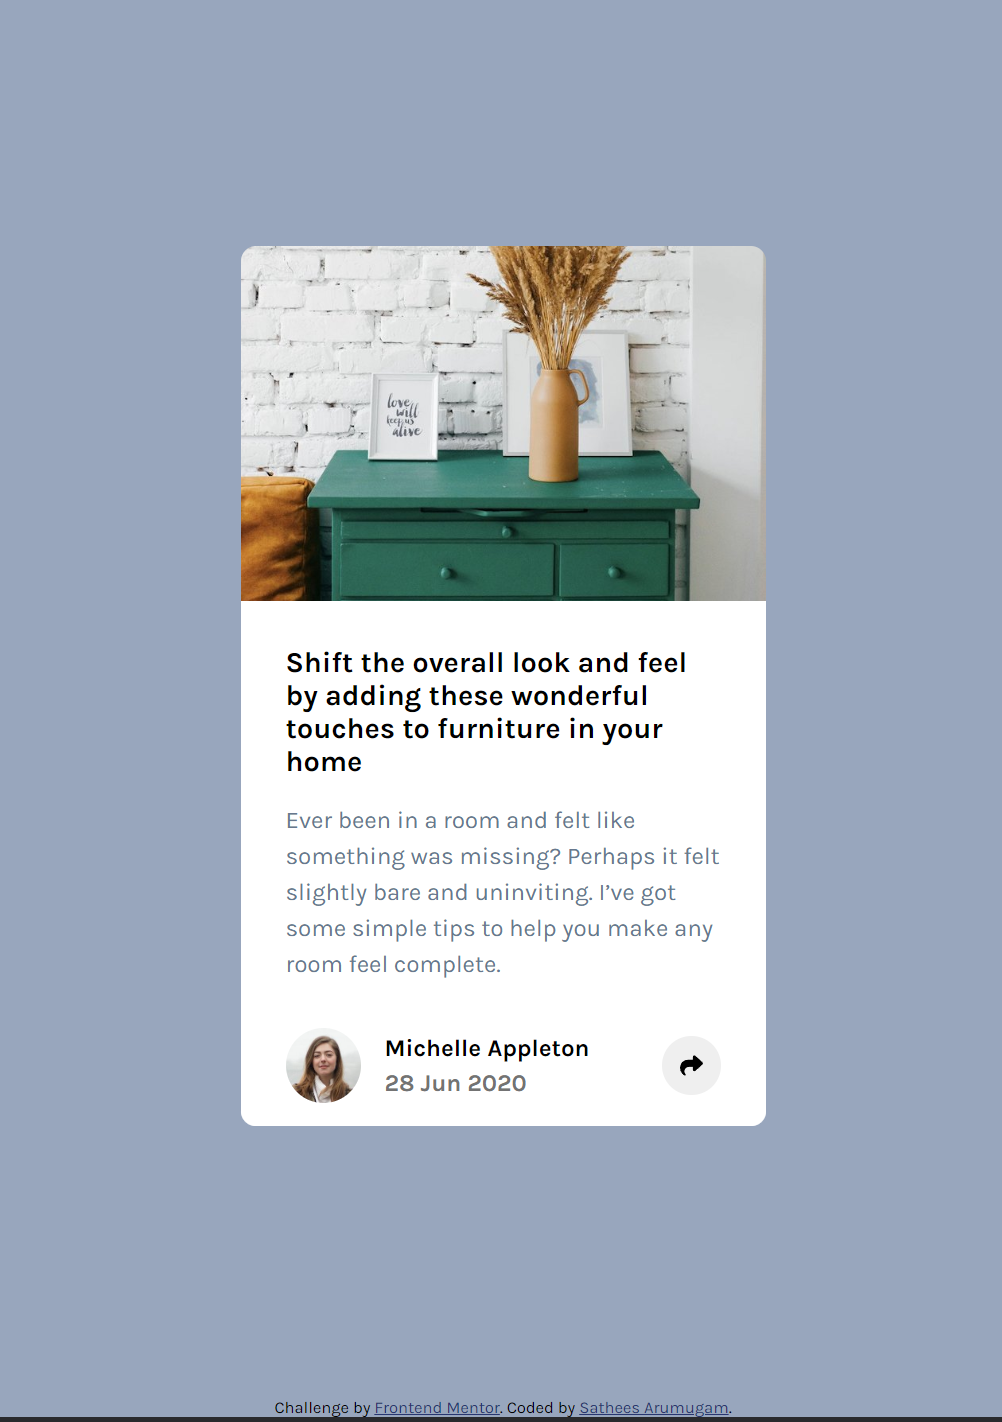 love
will
keep us
alive
Shift the overall look and feel
by adding these wonderful
touches to furniture in your
home
Ever been in a room and felt like
something was missing? Perhaps it felt
slightly bare and uninviting. I’ve got
some simple tips to help you make any
room feel complete.
Michelle Appleton
28 Jun 2020
Challenge by Frontend Mentor. Coded by Sathees Arumugam.